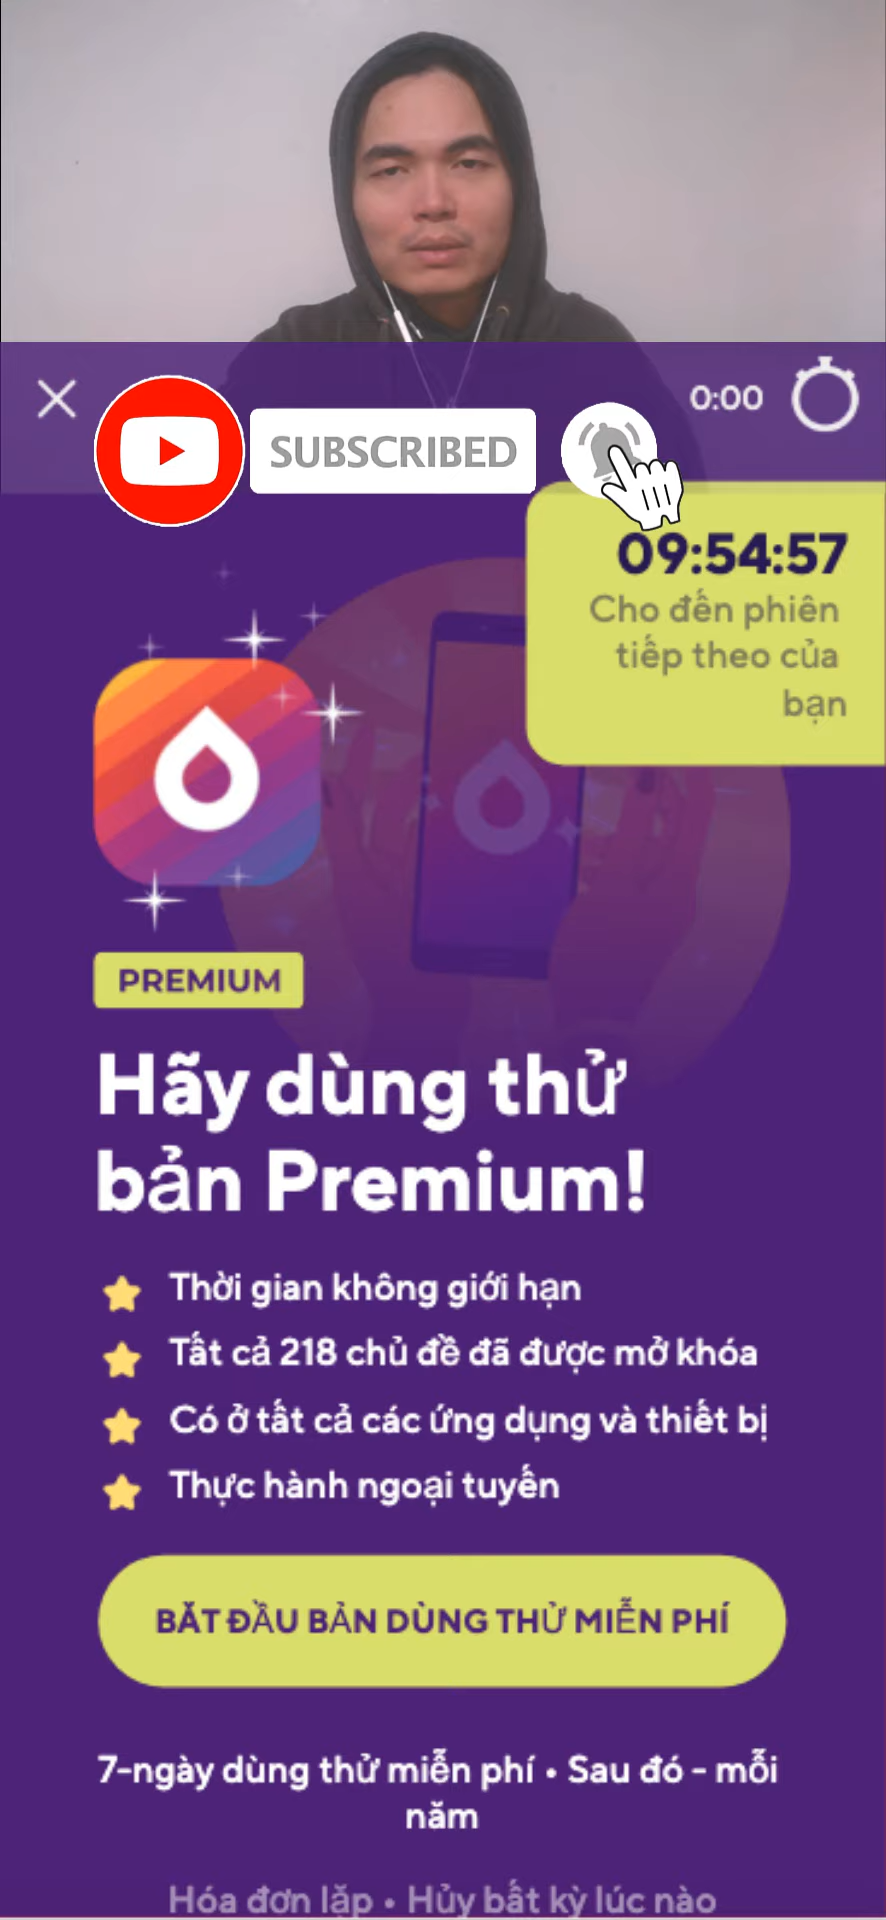 0:00
SUBSCRIBED
09:54:57
Cho đến phiên
tiếp theo của
bạn
PREMIUM
Hãy dùng thử
bản Premium!
Thời gian không giới hạn
Tất cả 218 chủ đề đã được mở khóa
Có ở tất cả các ứng dụng và thiết bị
Thực hành ngoại tuyến
BẮT ĐẦU BẢN DÙNG THỬ MIỄN PHÍ
7-ngày dùng thử miễn phí • Sau đó - mỗi
năm
Hóa đơn lặp • Hủy bất kỳ lúc nào